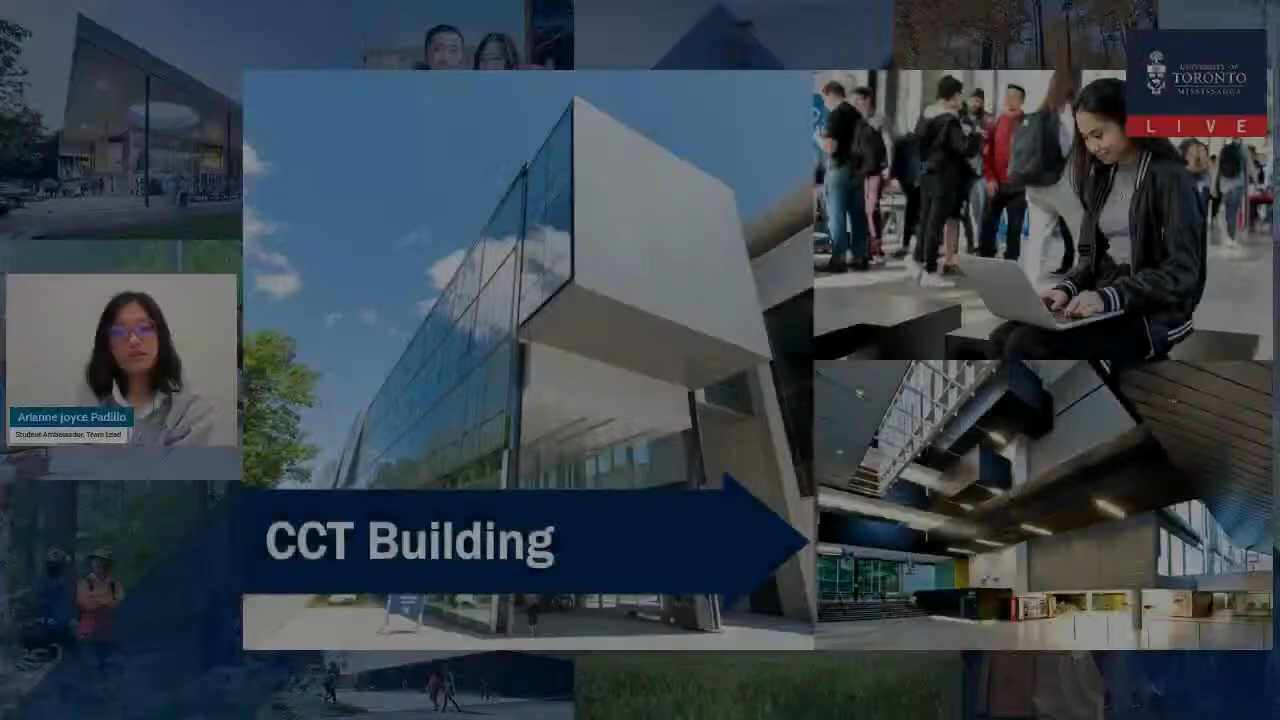 UNIVERSITY OF
TORONTO
MISSISSAUGA
LIVE
Arianne Joyce Padillo
Student Ambassador, Team Lead
CCT Building